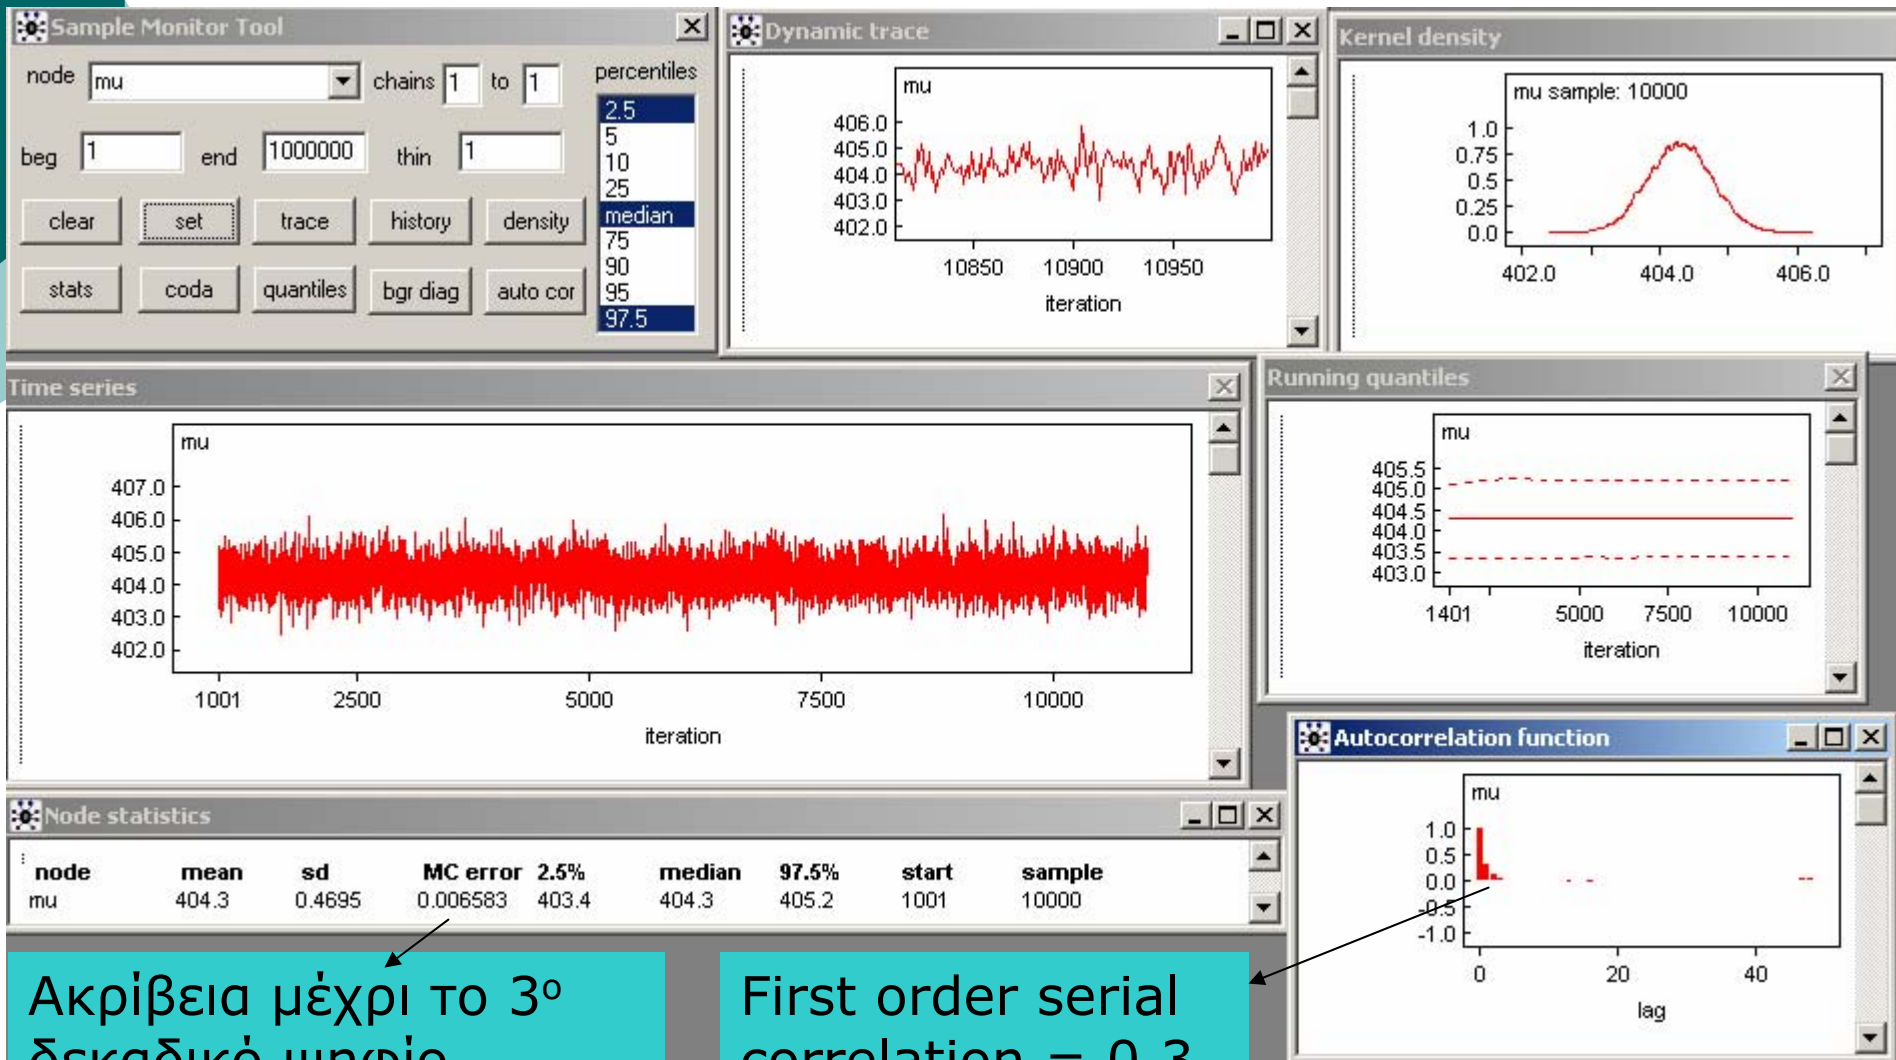 Sample Monitor Tool
node mu chains 1 to 1 percentiles
2.5
5
10
25
median
75
90
95
97.5
beg 1 end 1000000 thin 1
clear set trace history density
stats coda quantiles bgr diag auto cor
Dynamic trace
mu
406.0
405.0
404.0
403.0
402.0
10850 10900 10950
iteration
Kernel density
mu sample: 10000
1.0
0.75
0.5
0.25
0.0
402.0 404.0 406.0
Time series
mu
407.0
406.0
405.0
404.0
403.0
402.0
1001 2500 5000 7500 10000
iteration
Running quantiles
mu
405.5
405.0
404.5
404.0
403.5
403.0
1401 5000 7500 10000
iteration
Node statistics
node mean sd MC error 2.5% median 97.5% start sample
mu 404.3 0.4695 0.006583 403.4 404.3 405.2 1001 10000
Autocorrelation function
mu
1.0
0.5
0.0
-0.5
-1.0
0 20 40
lag
Ακρίβεια μέχρι το 3ο
δεκαδικό ψηφίο
First order serial
correlation = 0.3